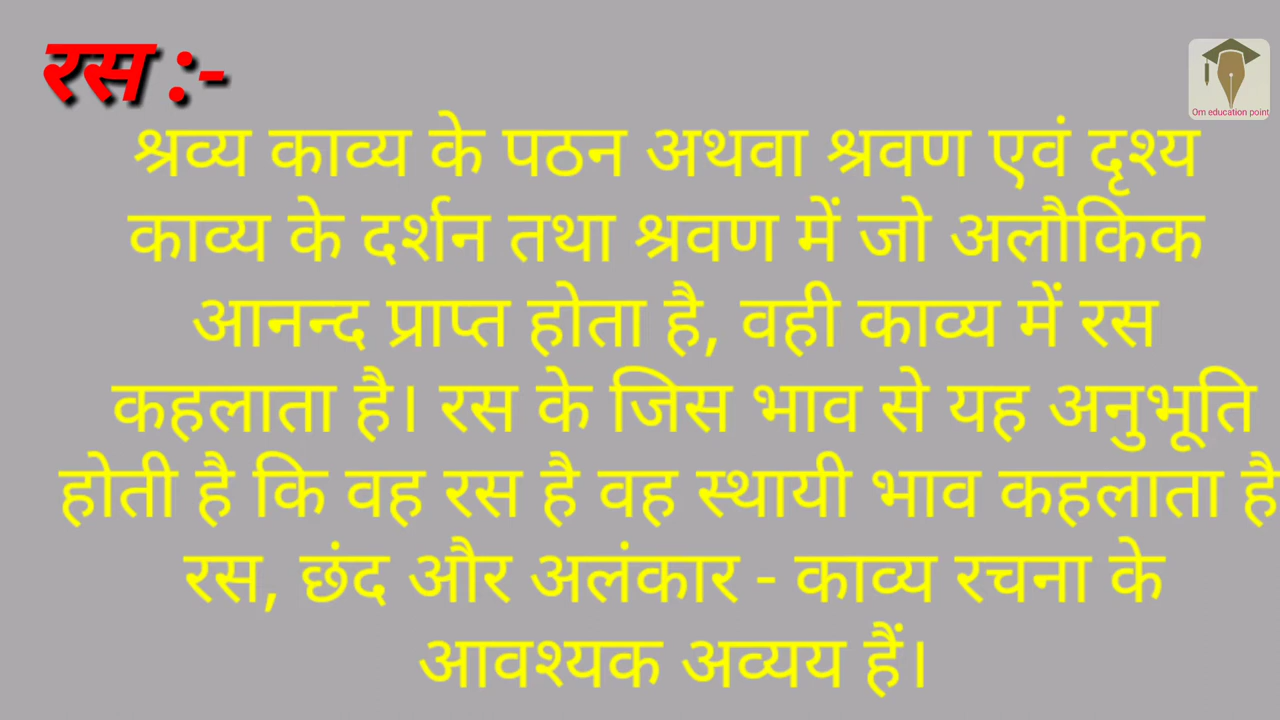 रस :-
Om education point
श्रव्य काव्य के पठन अथवा श्रवण एवं दृश्य
काव्य के दर्शन तथा श्रवण में जो अलौकिक
आनन्द प्राप्त होता है, वही काव्य में रस
कहलाता है। रस के जिस भाव से यह अनुभूति
होती है कि वह रस है वह स्थायी भाव कहलाता है
रस, छंद और अलंकार - काव्य रचना के
आवश्यक अव्यय हैं।